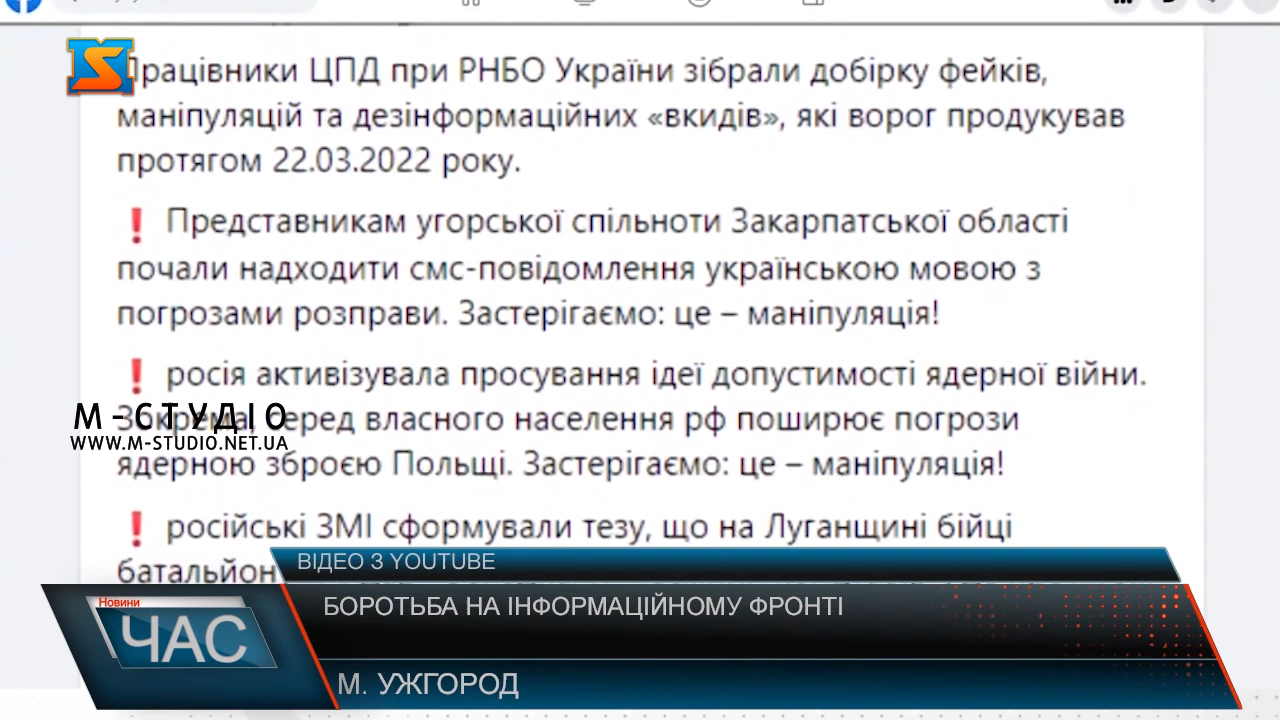 Працівники ЦПД при РНБО України зібрали добірку фейків,
маніпуляцій та дезінформаційних «вкидів», які ворог продукував
протягом 22.03.2022 року.
❗ Представникам угорської спільноти Закарпатської області
почали надходити смс-повідомлення українською мовою з
погрозами розправи. Застерігаємо: це – маніпуляція!
❗ росія активізувала просування ідеї допустимості ядерної війни.
М-СТУДІО
Зокрема, перед власного населення рф поширює погрози
WWW.M-STUDIO.NET.UA
ядерною зброєю Польщі. Застерігаємо: це – маніпуляція!
❗ російські ЗМІ сформували тезу, що на Луганщині бійці
батальйон
ВІДЕО З YOUTUBE
Новини
ЧАС
БОРОТЬБА НА ІНФОРМАЦІЙНОМУ ФРОНТІ
М. УЖГОРОД